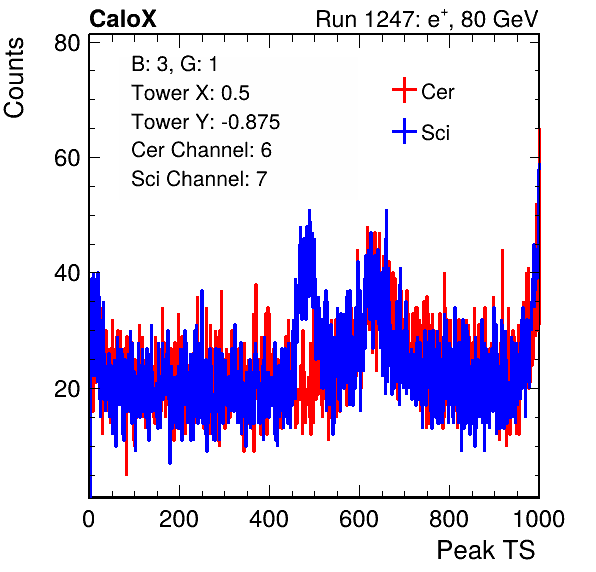 CaloX
Run 1247: e+, 80 GeV
Counts
B: 3, G: 1
Tower X: 0.5
Tower Y: -0.875
Cer Channel: 6
Sci Channel: 7
Cer
Sci
80
60
40
20
0
200
400
600
800
1000
Peak TS